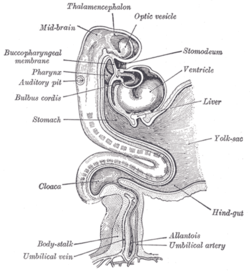 Thalamencephalon
Optic vesicle
Mid-brain
Buccopharyngeal
membrane
Stomodeum
Pharynx
Ventricle
Auditory pit
Bulbus cordis
Liver
Stomach
Yolk-sac
Cloaca
Hind-gut
Body-stalk
Allantois
Umbilical artery
Umbilical vein